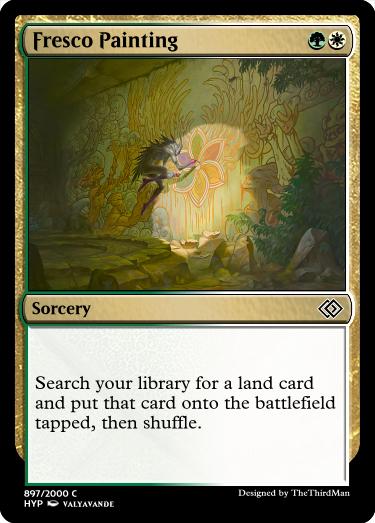 Fresco Painting
Sorcery
Search your library for a land card
and put that card onto the battlefield
tapped, then shuffle.
897/2000 C
Designed by TheThirdMan
HYP VALYAVANDE